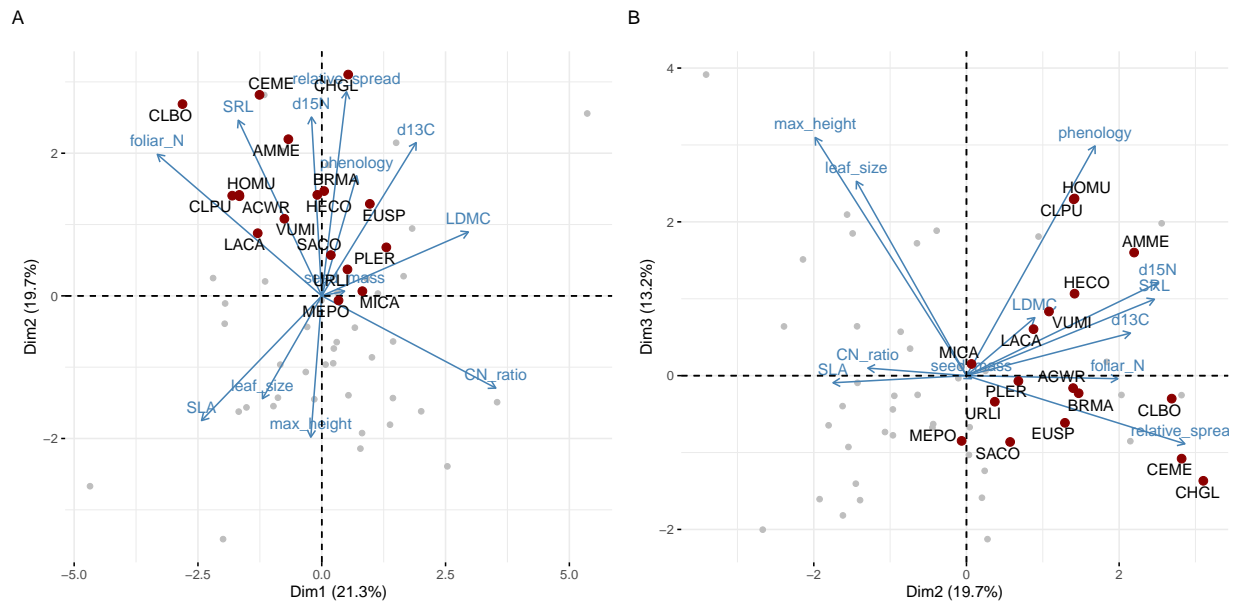 A
B
relative_spread
CEME
CHGL
CLBO
SRL
d15N
d13C
foliar_N
AMME
phenology
BRMA
HOMU
CLPU
ACWR
HECO
EUSP
LDMC
VUMI
LACA
SACO
PLER
URLI
seed_mass
MEPO
MICA
CN_ratio
leaf_size
SLA
max_height
2
0
−2
−5.0
−2.5
0.0
2.5
5.0
Dim1 (21.3%)
Dim2 (19.7%)
4
max_height
phenology
leaf_size
HOMU
CLPU
AMME
d15N
HECO
SRL
LDMC
d13C
VUMI
LACA
MICA
CN_ratio
SLA
seed_mass
foliar_N
ACWR
PLER
BRMA
URLI
CLBO
MEPO
EUSP
relative_sprea
SACO
CEME
CHGL
2
0
−2
−2
0
2
Dim2 (19.7%)
Dim3 (13.2%)